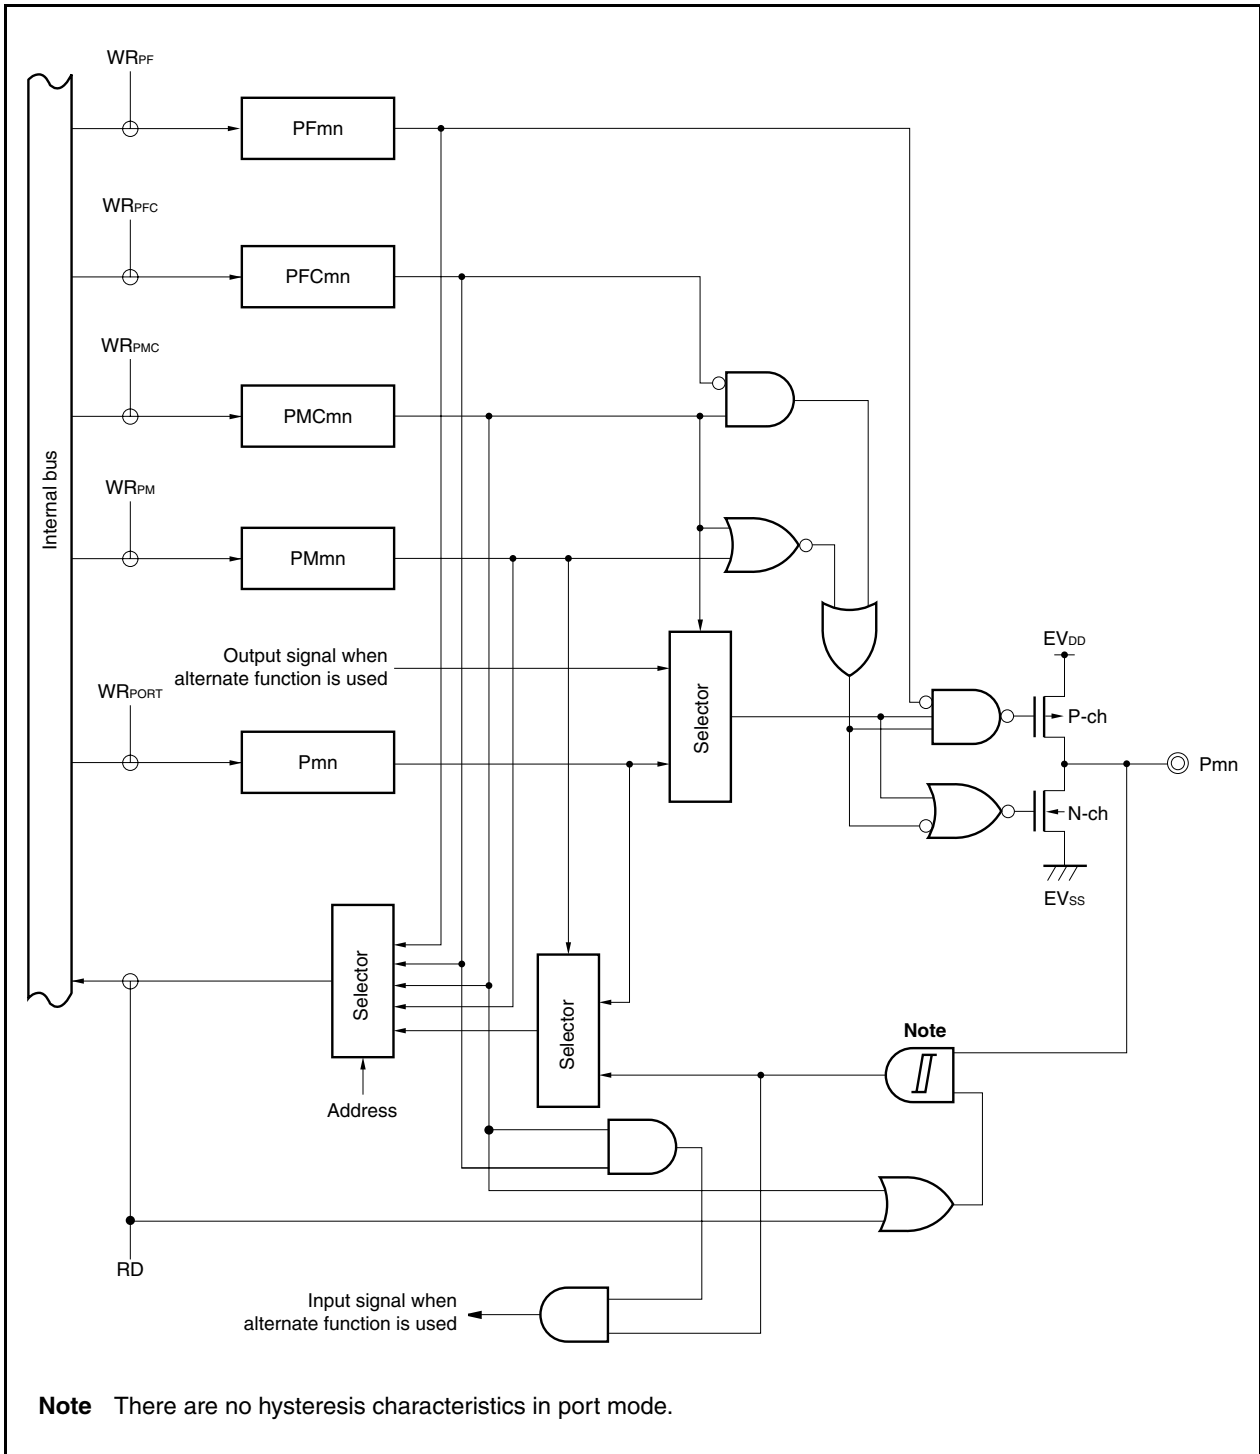 WRPF
PFmn
WRPFC
PFCmn
WRPMC
PMCmn
Internal bus
WRPM
PMmn
Output signal when
alternate function is used
WRPORT
Pmn
Selector
EVDD
P-ch
Pmn
N-ch
EVSS
Selector
Selector
Note
Address
RD
Input signal when
alternate function is used
Note There are no hysteresis characteristics in port mode.